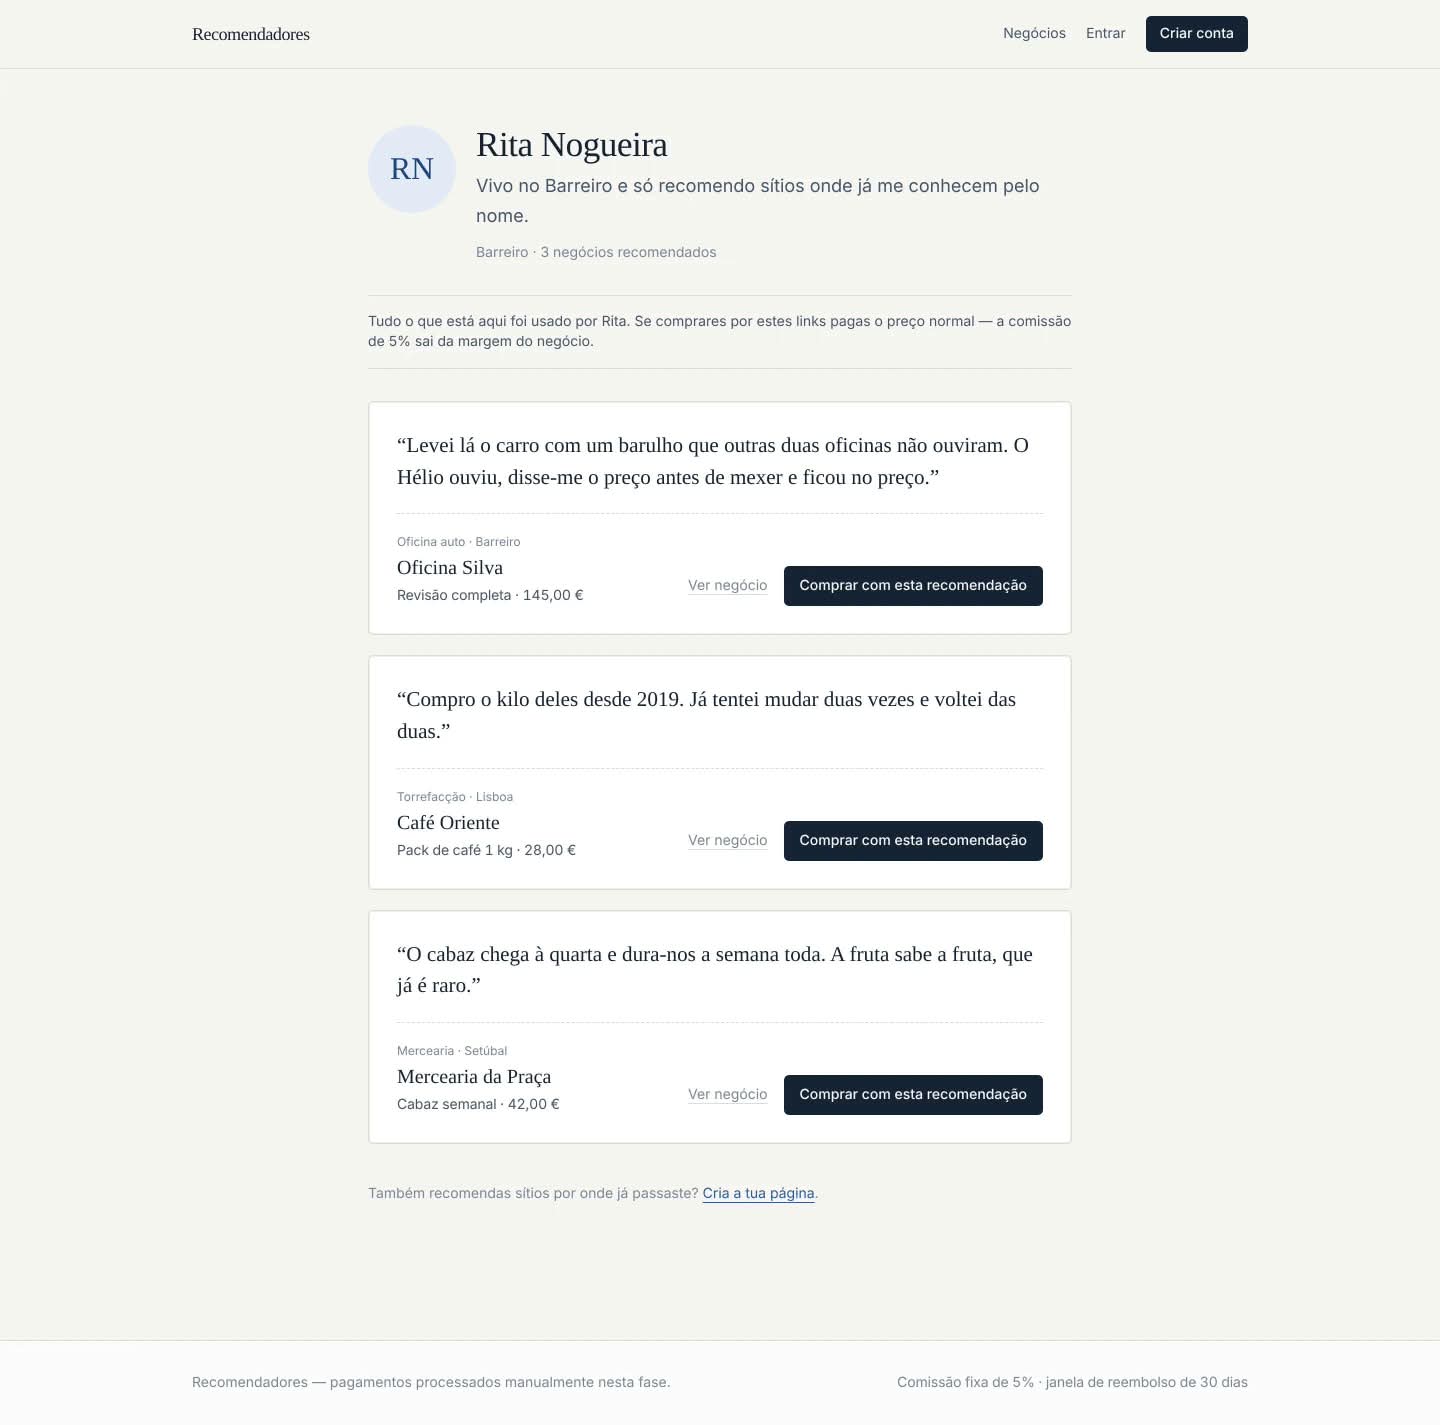 Recomendadores
Negócios
Entrar
Criar conta
RN
Rita Nogueira
Vivo no Barreiro e só recomendo sítios onde já me conhecem pelo
nome.
Barreiro · 3 negócios recomendados
Tudo o que está aqui foi usado por Rita. Se comprares por estes links pagas o preço normal — a comissão
de 5% sai da margem do negócio.
“Levei lá o carro com um barulho que outras duas oficinas não ouviram. O
Hélio ouviu, disse-me o preço antes de mexer e ficou no preço.”
Oficina auto · Barreiro
Oficina Silva
Revisão completa · 145,00 €
Ver negócio
Comprar com esta recomendação
“Compro o kilo deles desde 2019. Já tentei mudar duas vezes e voltei das
duas.”
Torrefacção · Lisboa
Café Oriente
Pack de café 1 kg · 28,00 €
Ver negócio
Comprar com esta recomendação
“O cabaz chega à quarta e dura-nos a semana toda. A fruta sabe a fruta, que
já é raro.”
Mercearia · Setúbal
Mercearia da Praça
Cabaz semanal · 42,00 €
Ver negócio
Comprar com esta recomendação
Também recomendas sítios por onde já passaste? Cria a tua página.
Recomendadores — pagamentos processados manualmente nesta fase.
Comissão fixa de 5% · janela de reembolso de 30 dias